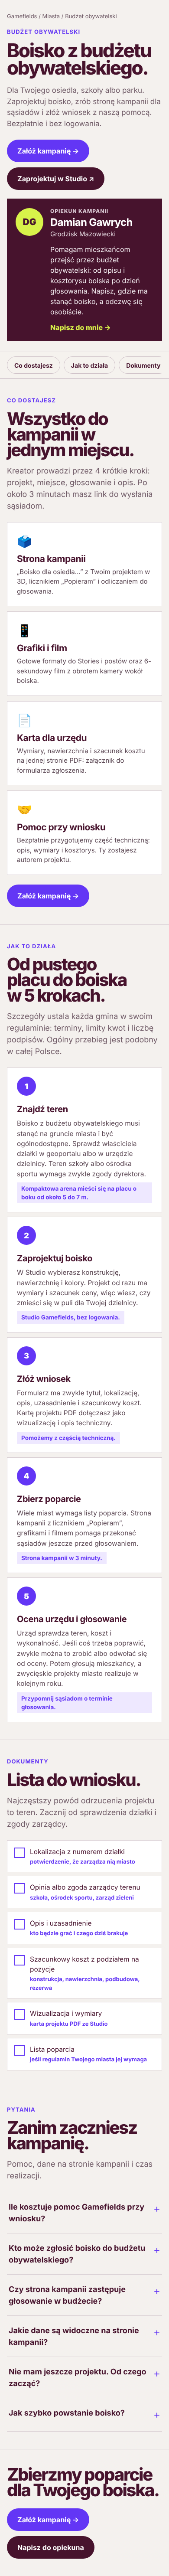 Gamefields / Miasta / Budżet obywatelski
BUDŻET OBYWATELSKI
Boisko z budżetu
obywatelskiego.
Dla Twojego osiedla, szkoły albo parku.
Zaprojektuj boisko, zrób stronę kampanii dla
sąsiadów i złóż wniosek z naszą pomocą.
Bezpłatnie i bez logowania.
Załóż kampanię →
Zaprojektuj w Studio ↗
DG
OPIEKUN KAMPANII
Damian Gawrych
Grodzisk Mazowiecki
Pomagam mieszkańcom
przejść przez budżet
obywatelski: od opisu i
kosztorysu boiska po dzień
głosowania. Napisz, gdzie ma
stanąć boisko, a odezwę się
osobiście.
Napisz do mnie →
Co dostajesz
Jak to działa
Dokumenty
CO DOSTAJESZ
Wszystko do
kampanii w
jednym miejscu.
Kreator prowadzi przez 4 krótkie kroki:
projekt, miejsce, głosowanie i opis. Po
około 3 minutach masz link do wysłania
sąsiadom.
Strona kampanii
„Boisko dla osiedla…” z Twoim projektem w
3D, licznikiem „Popieram” i odliczaniem do
głosowania.
Grafiki i film
Gotowe formaty do Stories i postów oraz 6-
sekundowy film z obrotem kamery wokół
boiska.
Karta dla urzędu
Wymiary, nawierzchnia i szacunek kosztu
na jednej stronie PDF: załącznik do
formularza zgłoszenia.
Pomoc przy wniosku
Bezpłatnie przygotujemy część techniczną:
opis, wymiary i kosztorys. Ty zostajesz
autorem projektu.
Załóż kampanię →
JAK TO DZIAŁA
Od pustego
placu do boiska
w 5 krokach.
Szczegóły ustala każda gmina w swoim
regulaminie: terminy, limity kwot i liczbę
podpisów. Ogólny przebieg jest podobny
w całej Polsce.
1
Znajdź teren
Boisko z budżetu obywatelskiego musi
stanąć na gruncie miasta i być
ogólnodostępne. Sprawdź właściciela
działki w geoportalu albo w urzędzie
dzielnicy. Teren szkoły albo ośrodka
sportu wymaga zwykle zgody dyrektora.
Kompaktowa arena mieści się na placu o
boku od około 5 do 7 m.
2
Zaprojektuj boisko
W Studio wybierasz konstrukcję,
nawierzchnię i kolory. Projekt od razu ma
wymiary i szacunek ceny, więc wiesz, czy
zmieści się w puli dla Twojej dzielnicy.
Studio Gamefields, bez logowania.
3
Złóż wniosek
Formularz ma zwykle tytuł, lokalizację,
opis, uzasadnienie i szacunkowy koszt.
Kartę projektu PDF dołączasz jako
wizualizację i opis techniczny.
Pomożemy z częścią techniczną.
4
Zbierz poparcie
Wiele miast wymaga listy poparcia. Strona
kampanii z licznikiem „Popieram”,
grafikami i filmem pomaga przekonać
sąsiadów jeszcze przed głosowaniem.
Strona kampanii w 3 minuty.
5
Ocena urzędu i głosowanie
Urząd sprawdza teren, koszt i
wykonalność. Jeśli coś trzeba poprawić,
zwykle można to zrobić albo odwołać się
od oceny. Potem głosują mieszkańcy, a
zwycięskie projekty miasto realizuje w
kolejnym roku.
Przypomnij sąsiadom o terminie
głosowania.
DOKUMENTY
Lista do wniosku.
Najczęstszy powód odrzucenia projektu
to teren. Zacznij od sprawdzenia działki i
zgody zarządcy.
Lokalizacja z numerem działki
potwierdzenie, że zarządza nią miasto
Opinia albo zgoda zarządcy terenu
szkoła, ośrodek sportu, zarząd zieleni
Opis i uzasadnienie
kto będzie grać i czego dziś brakuje
Szacunkowy koszt z podziałem na
pozycje
konstrukcja, nawierzchnia, podbudowa,
rezerwa
Wizualizacja i wymiary
karta projektu PDF ze Studio
Lista poparcia
jeśli regulamin Twojego miasta jej wymaga
PYTANIA
Zanim zaczniesz
kampanię.
Pomoc, dane na stronie kampanii i czas
realizacji.
Ile kosztuje pomoc Gamefields przy
wniosku?
+
Kto może zgłosić boisko do budżetu
obywatelskiego?
+
Czy strona kampanii zastępuje
głosowanie w budżecie?
+
Jakie dane są widoczne na stronie
kampanii?
+
Nie mam jeszcze projektu. Od czego
zacząć?
+
Jak szybko powstanie boisko?
+
Zbierzmy poparcie
dla Twojego boiska.
Załóż kampanię →
Napisz do opiekuna